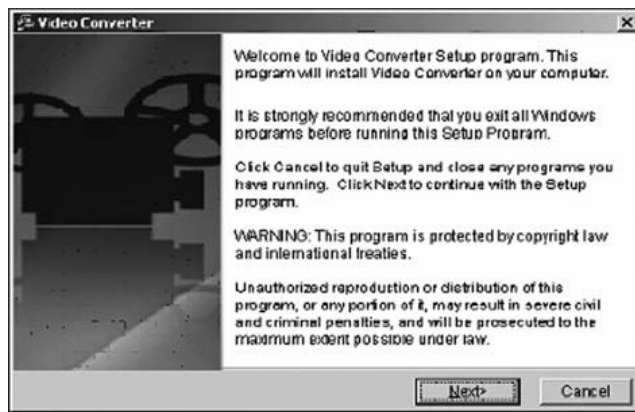 Video Converter
Welcome to Video Converter Setup program. This
program will install Video Converter on your computer.
It is strongly recommended that you exit all Windows
programs before running this Setup Program.
Click Cancel to quit Setup and close any programs you
have running. Click Next to continue with the Setup
program.
WARNING: This program is protected by copyright law
and international treaties.
Unauthorized reproduction or distribution of this
program, or any portion of it, may result in severe civil
and criminal penalties, and will be prosecuted to the
maximum extent possible under law.
Next>
Cancel